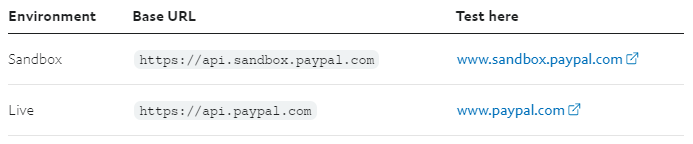 Environment Base URL Test here
Sandbox https://api.sandbox.paypal.com www.sandbox.paypal.com
Live https://api.paypal.com www.paypal.com